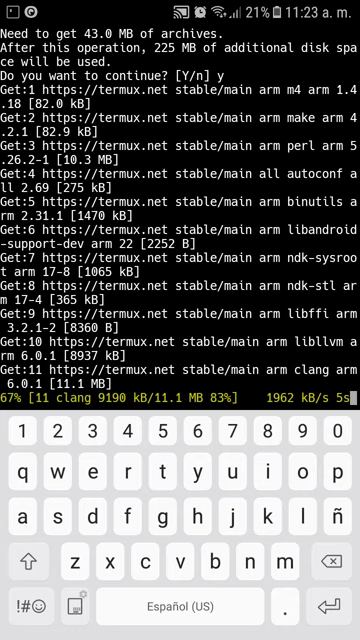 21% 11:23 a. m.
Need to get 43.0 MB of archives.
After this operation, 225 MB of additional disk spa
ce will be used.
Do you want to continue? [Y/n] y
Get:1 https://termux.net stable/main arm m4 arm 1.4
.18 [82.0 kB]
Get:2 https://termux.net stable/main arm make arm 4
.2.1 [82.9 kB]
Get:3 https://termux.net stable/main arm perl arm 5
.26.2-1 [10.3 MB]
Get:4 https://termux.net stable/main all autoconf a
ll 2.69 [275 kB]
Get:5 https://termux.net stable/main arm binutils a
rm 2.31.1 [1470 kB]
Get:6 https://termux.net stable/main arm libandroid
-support-dev arm 22 [2252 B]
Get:7 https://termux.net stable/main arm ndk-sysroo
t arm 17-8 [1065 kB]
Get:8 https://termux.net stable/main arm ndk-stl ar
m 17-4 [365 kB]
Get:9 https://termux.net stable/main arm libffi arm
 3.2.1-2 [8360 B]
Get:10 https://termux.net stable/main arm libllvm a
rm 6.0.1 [8937 kB]
Get:11 https://termux.net stable/main arm clang arm
 6.0.1 [11.1 MB]
67% [11 clang 9190 kB/11.1 MB 83%] 1962 kB/s 5s
1 2 3 4 5 6 7 8 9 0
q w e r t y u i o p
a s d f g h j k l ñ
z x c v b n m
!#☺ Español (US) .